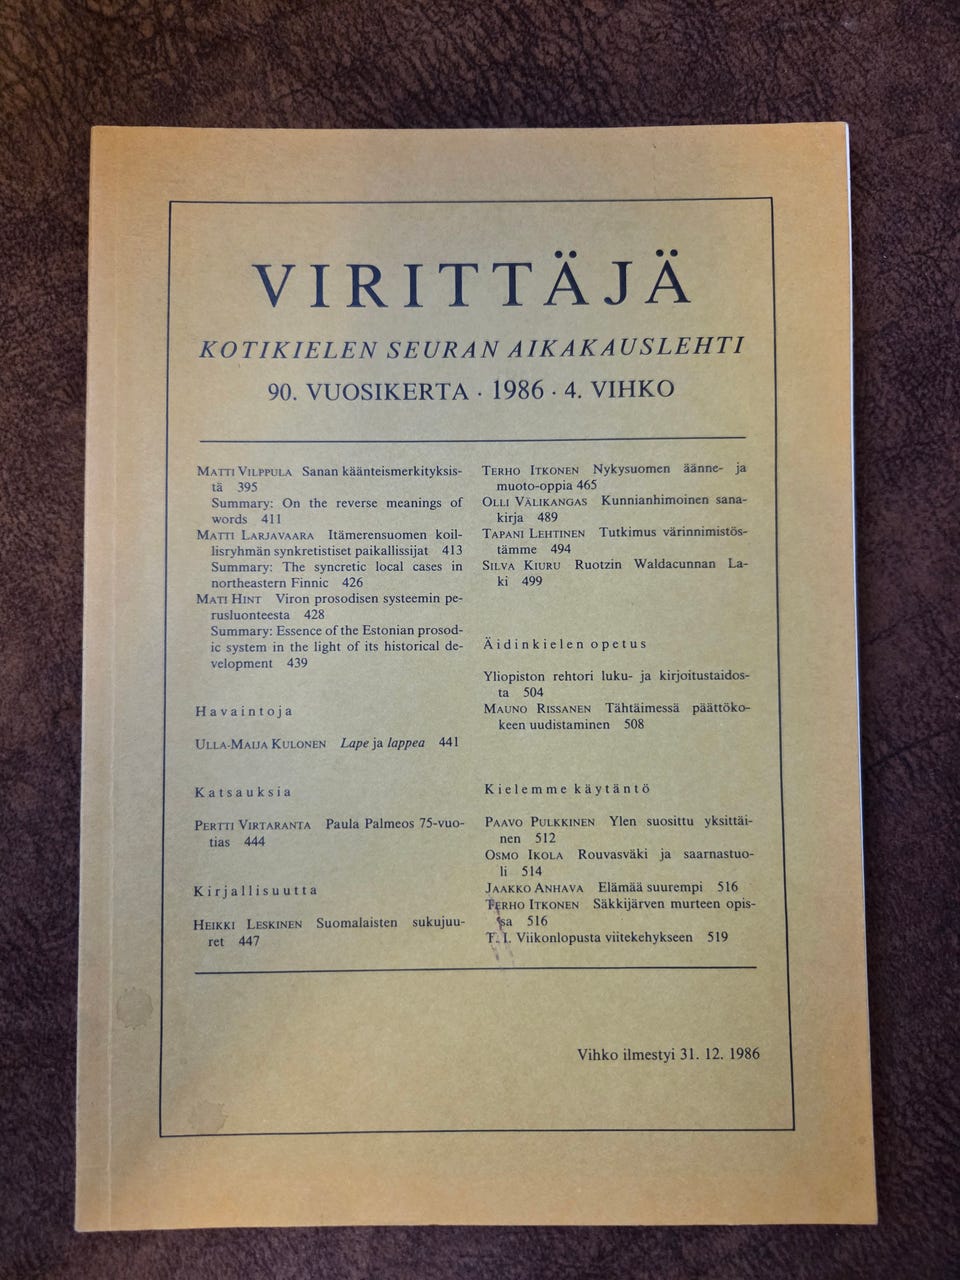 VIRITTÄJÄ
KOTIKIELEN SEURAN AIKAKAUSLEHTI
90. VUOSIKERTA · 1986 · 4. VIHKO
MATTI VILPPULA Sanan käänteismerkityksis-
tä 395
Summary: On the reverse meanings of
words 411
MATTI LARJAVAARA Itämerensuomen koil-
lisryhmän synkretistiset paikallissijat 413
Summary: The syncretic local cases in
northeastern Finnic 426
MATI HINT Viron prosodisen systeemin pe-
rusluonteesta 428
Summary: Essence of the Estonian prosod-
ic system in the light of its historical de-
velopment 439
Havaintoja
ULLA-MAIJA KULONEN Lape ja lappea 441
Katsauksia
PERTTI VIRTARANTA Paula Palmeos 75-vuo-
tias 444
Kirjallisuutta
HEIKKI LESKINEN Suomalaisten sukujuu-
ret 447
TERHO ITKONEN Nykysuomen äänne- ja
muoto-oppia 465
OLLI VÄLIKANGAS Kunnianhimoinen sana-
kirja 489
TAPANI LEHTINEN Tutkimus värinnimistös-
tämme 494
SILVA KIURU Ruotzin Waldacunnan La-
ki 499
Äidinkielen opetus
Yliopiston rehtori luku- ja kirjoitustaidos-
ta 504
MAUNO RISSANEN Tähtäimessä päättöko-
keen uudistaminen 508
Kielemme käytäntö
PAAVO PULKKINEN Ylen suosittu yksittäi-
nen 512
OSMO IKOLA Rouvasväki ja saarnastuo-
li 514
JAAKKO ANHAVA Elämää suurempi 516
TERHO ITKONEN Säkkijärven murteen opis-
sa 516
T. I. Viikonlopusta viitekehykseen 519
Vihko ilmestyi 31. 12. 1986